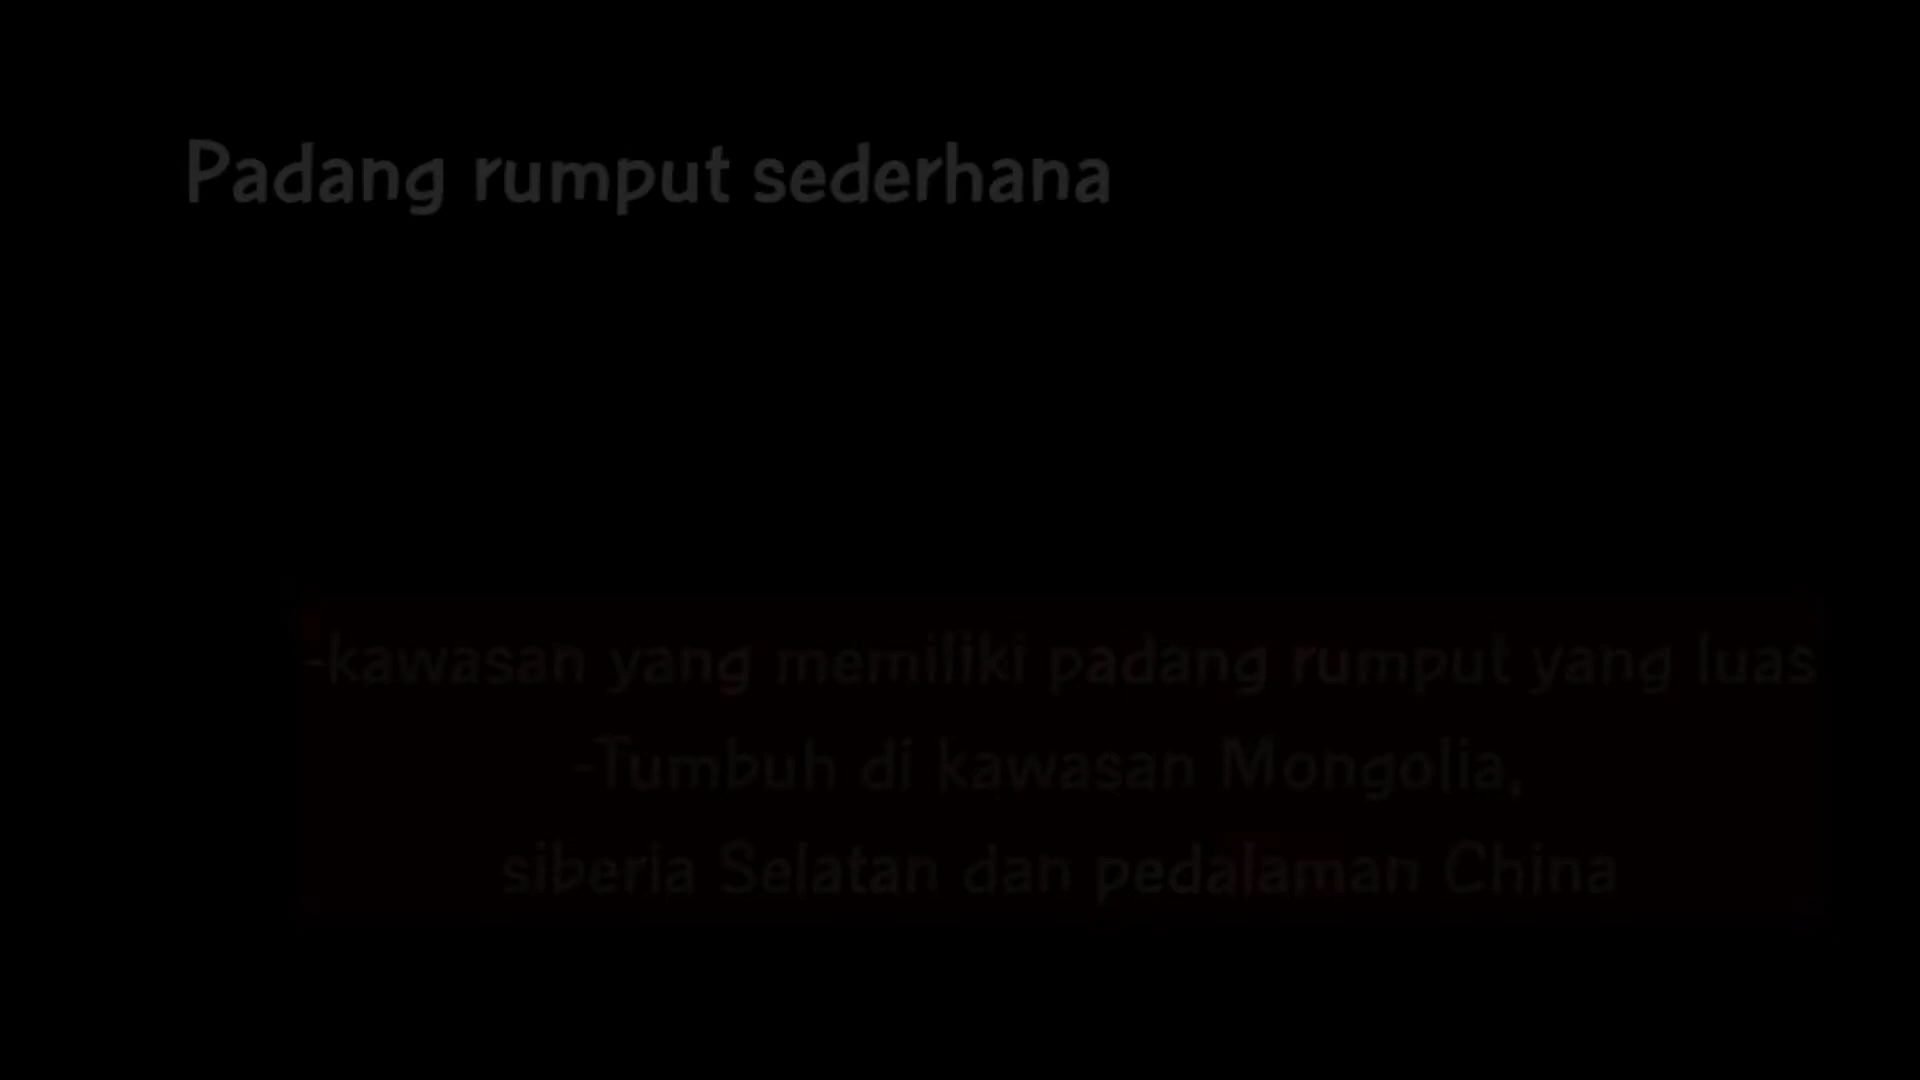 Padang rumput sederhana
-kawasan yang memiliki padang rumput yang luas
-Tumbuh di kawasan Mongolia,
siberia Selatan dan pedalaman China